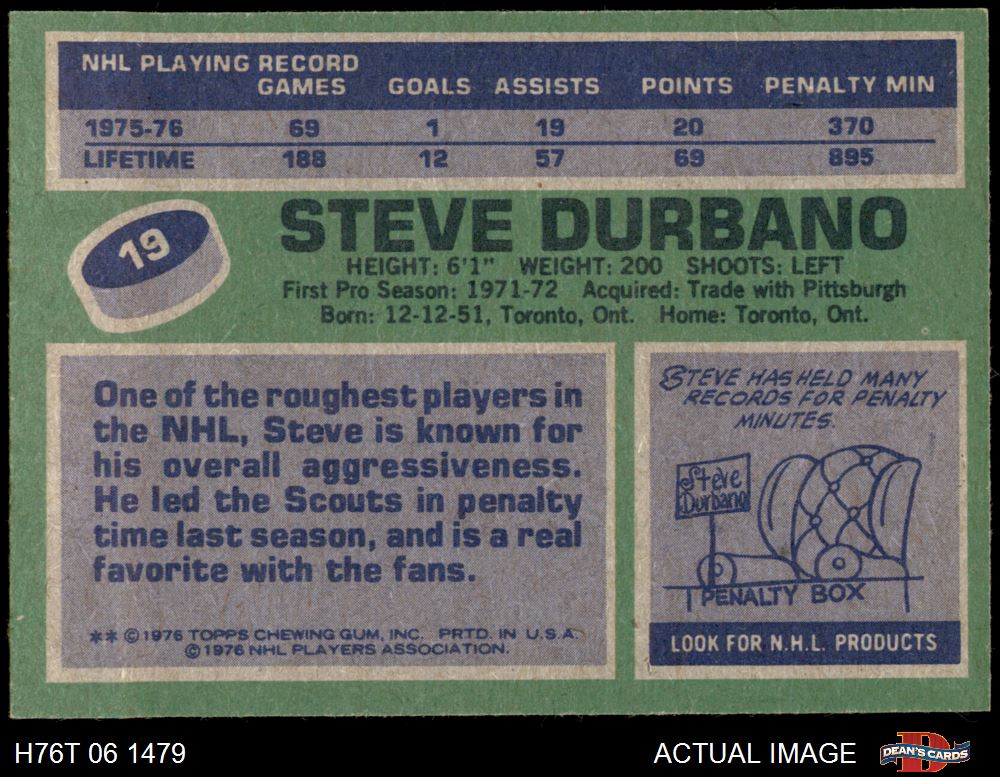 NHL PLAYING RECORD
GAMES GOALS ASSISTS POINTS PENALTY MIN
1975-76 69 1 19 20 370
LIFETIME 188 12 57 69 895
19
STEVE DURBANO
HEIGHT: 6'1" WEIGHT: 200 SHOOTS: LEFT
First Pro Season: 1971-72 Acquired: Trade with Pittsburgh
Born: 12-12-51, Toronto, Ont. Home: Toronto, Ont.
One of the roughest players in
the NHL, Steve is known for
his overall aggressiveness.
He led the Scouts in penalty
time last season, and is a real
favorite with the fans.
** © 1976 TOPPS CHEWING GUM, INC. PRTD. IN U.S.A.
© 1976 NHL PLAYERS ASSOCIATION.
STEVE HAS HELD MANY
RECORDS FOR PENALTY
MINUTES.
Steve
Durbano
PENALTY BOX
LOOK FOR N.H.L. PRODUCTS
H76T 06 1479
ACTUAL IMAGE
D
DEAN'S CARDS